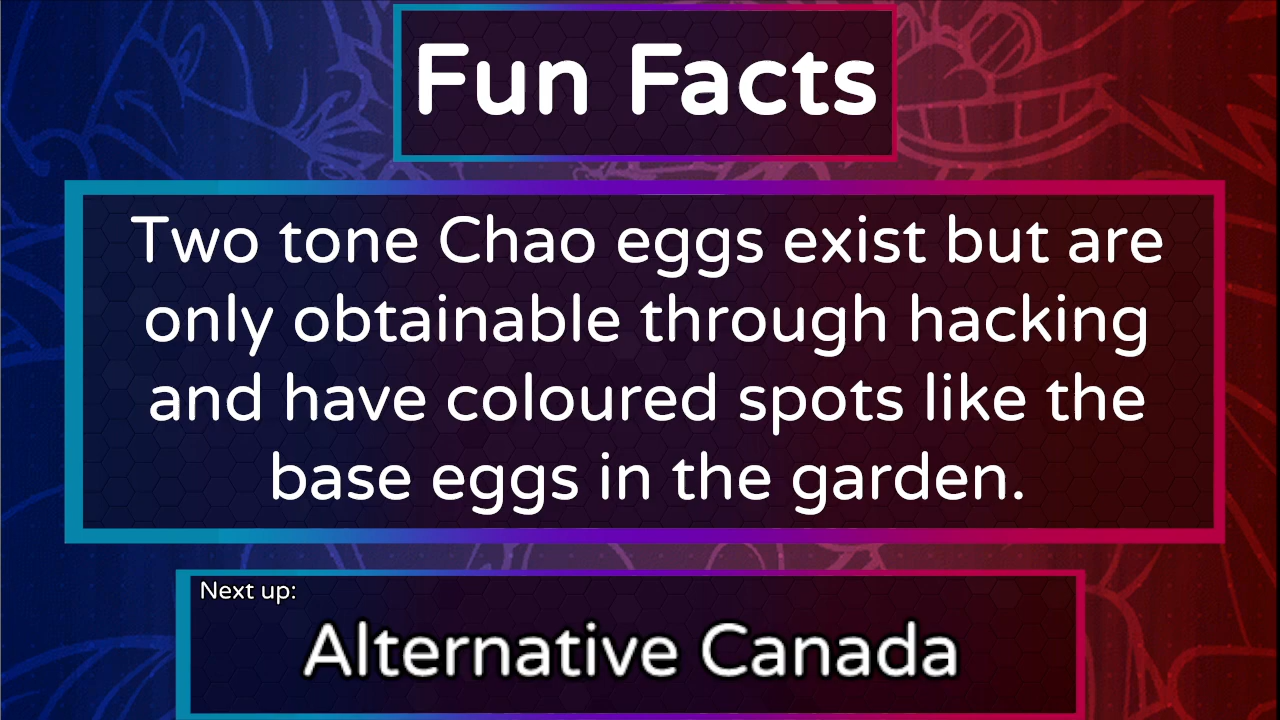 Fun Facts
Two tone Chao eggs exist but are
only obtainable through hacking
and have coloured spots like the
base eggs in the garden.
Next up:
Alternative Canada